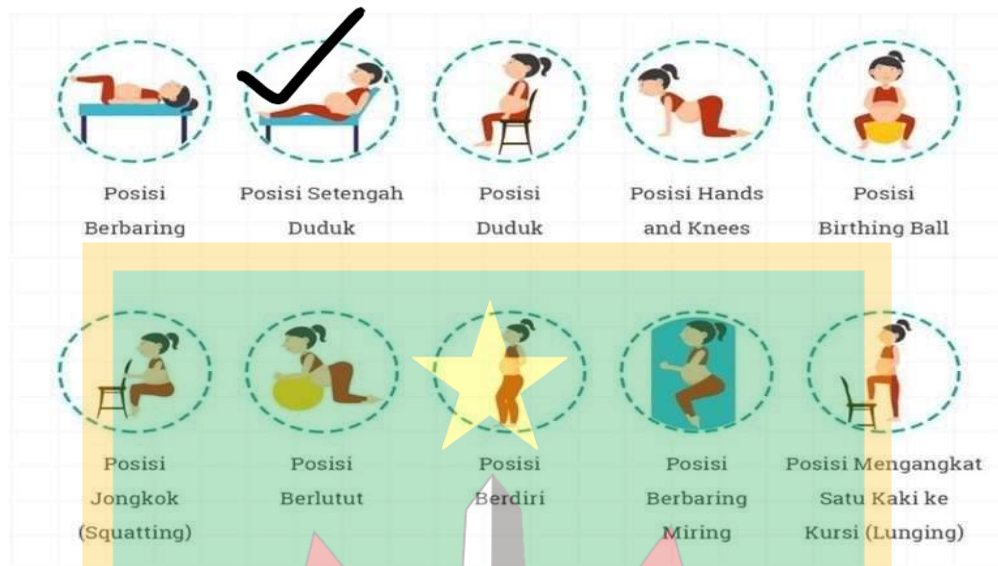 Posisi Berbaring
Posisi Setengah Duduk
Posisi Duduk
Posisi Hands and Knees
Posisi Birthing Ball
Posisi Jongkok (Squatting)
Posisi Berlutut
Posisi Berdiri
Posisi Berbaring Miring
Posisi Mengangkat Satu Kaki ke Kursi (Lunging)